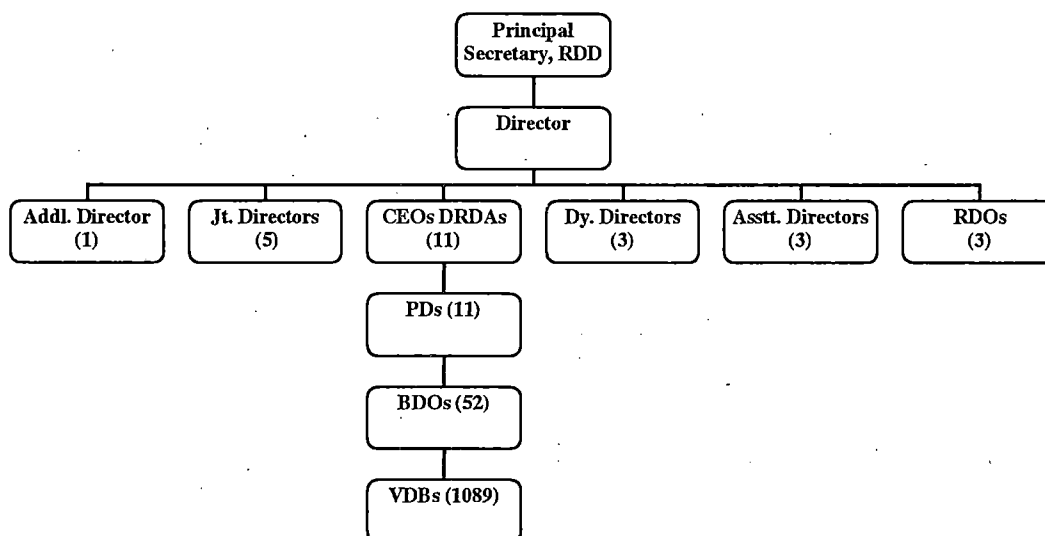 Principal
Secretary, RDD
Director
Addl. Director
(1)
Jt. Directors
(5)
CEOs DRDAs
(11)
Dy. Directors
(3)
Asstt. Directors
(3)
RDOs
(3)
PDs (11)
BDOs (52)
VDBs (1089)